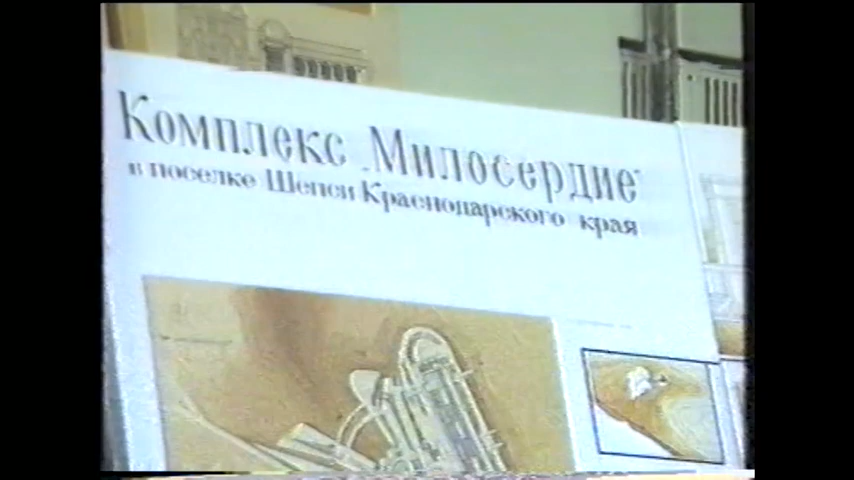 Комплекс „Милосердие"
в поселке Шепси Краснодарского края